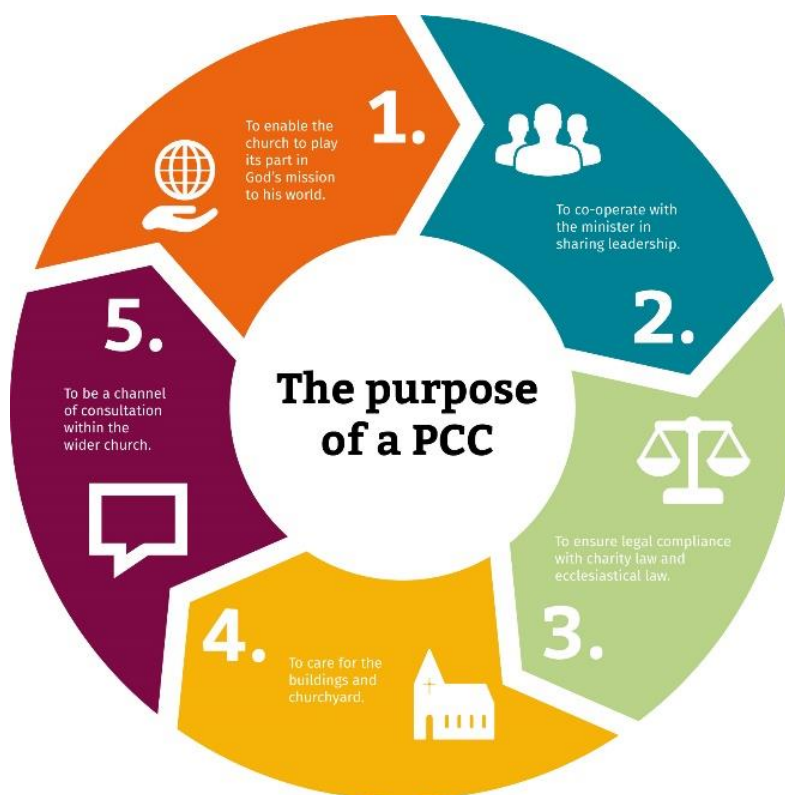 The purpose
of a PCC
1.
To enable the
church to play
its part in
God's mission
to his world.
2.
To co-operate with
the minister in
sharing leadership.
3.
To ensure legal compliance
with charity law and
ecclesiastical law.
4.
To care for the
buildings and
churchyard.
5.
To be a channel
of consultation
within the
wider church.